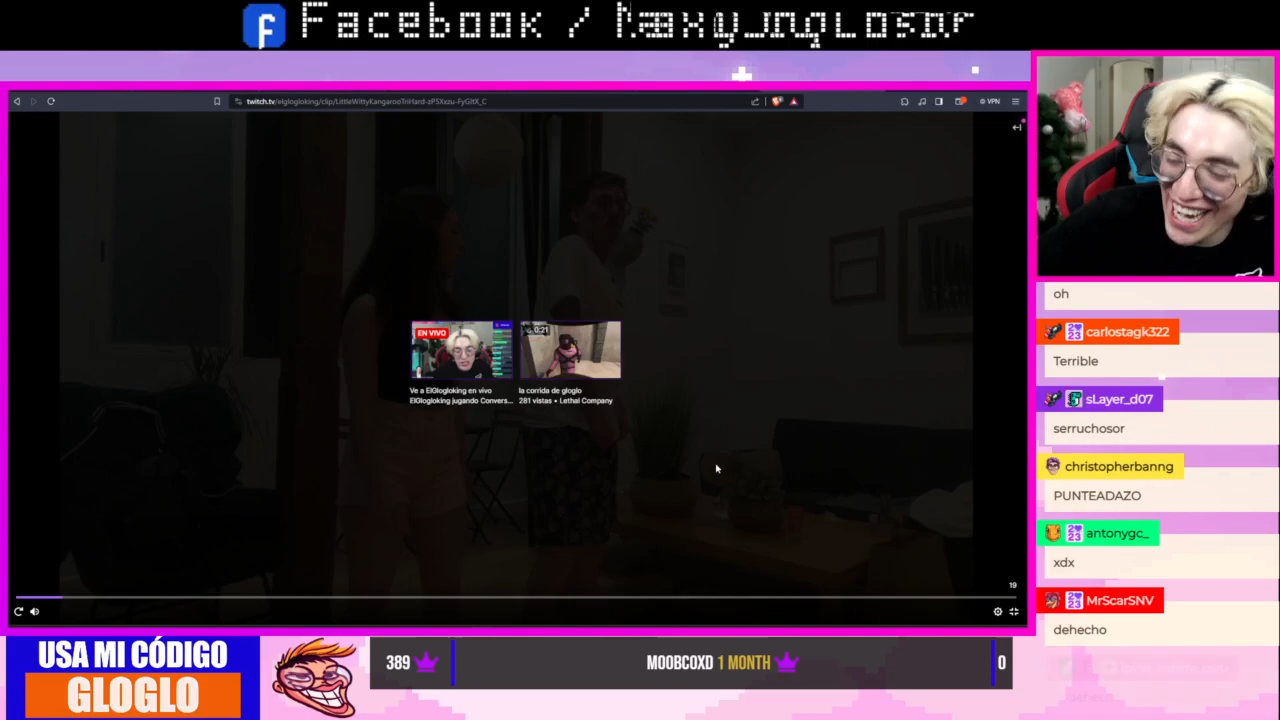 Facebook /
twitch.tv/elglogloking/clip/LittleWittyKangarooTriHard-
VPN
EN VIVO
0:21
Ve a ElGlogloking en vivo
ElGlogloking jugando Convers...
la corrida de gloglo
281 vistas • Lethal Company
19
oh
carlostagk322
Terrible
sLayer_d07
serruchosor
christopherbanng
PUNTEADAZO
antonygc_
xdx
MrScarSNV
dehecho
USA MI CÓDIGO
GLOGLO
389
MOOBCOXD 1 MONTH
0